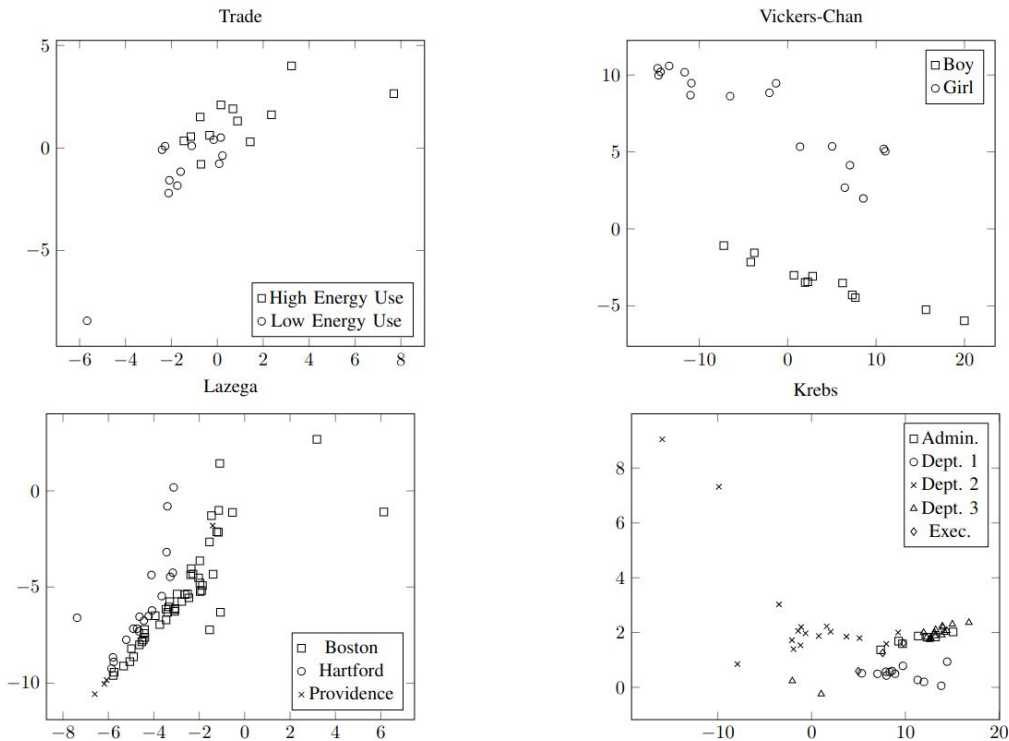 Trade
5
0
−5
−6
−4
−2
0
2
4
6
8
High Energy Use
Low Energy Use
Vickers-Chan
10
5
0
−5
−10
0
10
20
Boy
Girl
Lazega
0
−5
−10
−8
−6
−4
−2
0
2
4
6
Boston
Hartford
Providence
Krebs
8
6
4
2
0
−10
0
10
20
Admin.
Dept. 1
Dept. 2
Dept. 3
Exec.